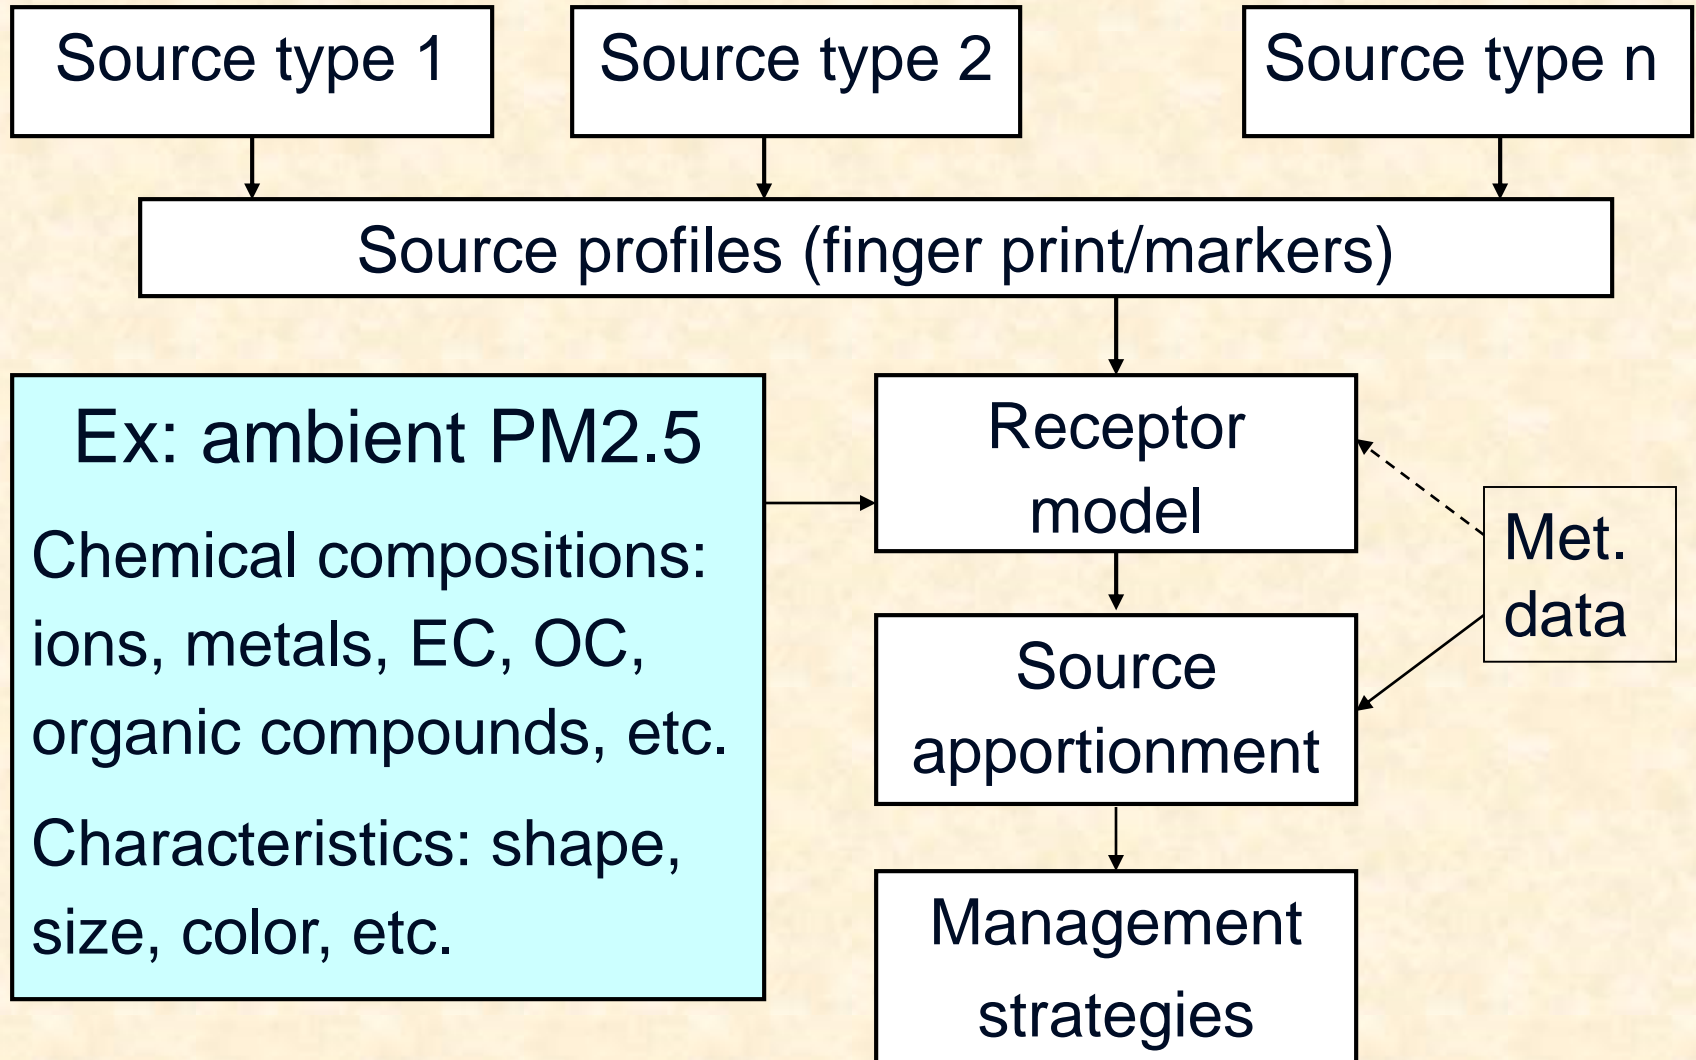 Source type 1
Source type 2
Source type n
Source profiles (finger print/markers)
Ex: ambient PM2.5
Chemical compositions:
ions, metals, EC, OC,
organic compounds, etc.
Characteristics: shape,
size, color, etc.
Receptor
model
Met.
data
Source
apportionment
Management
strategies